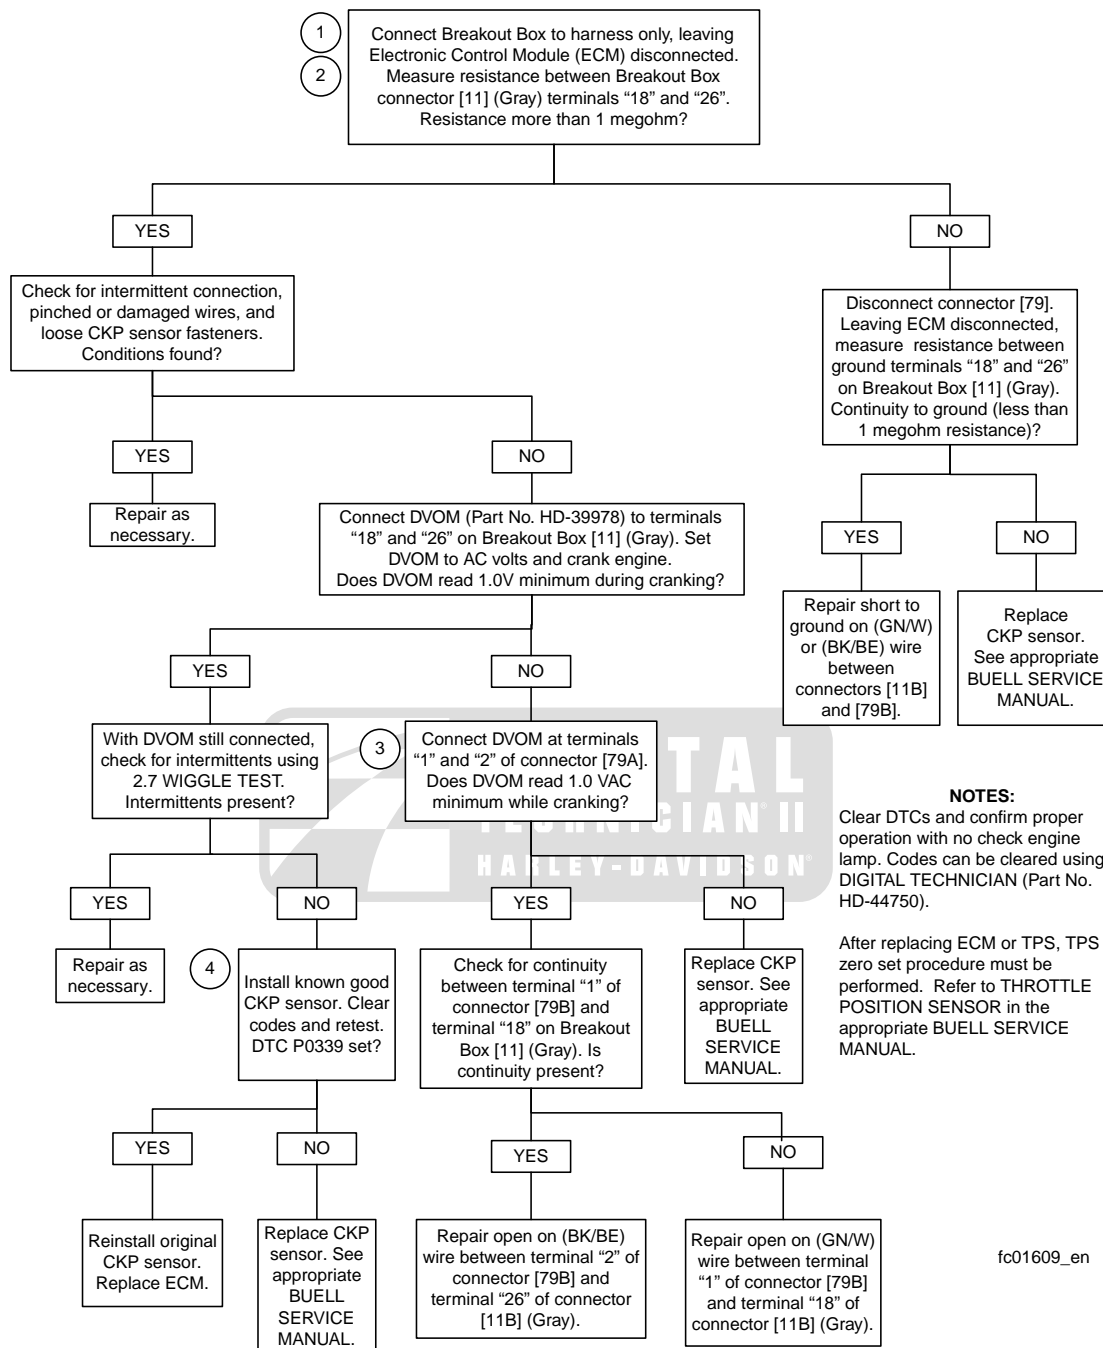 1
2
Connect Breakout Box to harness only, leaving
Electronic Control Module (ECM) disconnected.
Measure resistance between Breakout Box
connector [11] (Gray) terminals “18” and “26”.
Resistance more than 1 megohm?
YES
NO
Check for intermittent connection,
pinched or damaged wires, and
loose CKP sensor fasteners.
Conditions found?
Disconnect connector [79].
Leaving ECM disconnected,
measure resistance between
ground terminals “18” and “26”
on Breakout Box [11] (Gray).
Continuity to ground (less than
1 megohm resistance)?
YES
NO
Repair as
necessary.
Connect DVOM (Part No. HD-39978) to terminals
“18” and “26” on Breakout Box [11] (Gray). Set
DVOM to AC volts and crank engine.
Does DVOM read 1.0V minimum during cranking?
YES
NO
Repair short to
ground on (GN/W)
or (BK/BE) wire
between
connectors [11B]
and [79B].
Replace
CKP sensor.
See appropriate
BUELL SERVICE
MANUAL.
YES
NO
With DVOM still connected,
check for intermittents using
2.7 WIGGLE TEST.
Intermittents present?
3
Connect DVOM at terminals
“1” and “2” of connector [79A].
Does DVOM read 1.0 VAC
minimum while cranking?
TAL
TECHNICIAN II
HARLEY-DAVIDSON
NOTES:
Clear DTCs and confirm proper
operation with no check engine
lamp. Codes can be cleared using
DIGITAL TECHNICIAN (Part No.
HD-44750).
After replacing ECM or TPS, TPS
zero set procedure must be
performed. Refer to THROTTLE
POSITION SENSOR in the
appropriate BUELL SERVICE
MANUAL.
YES
NO
YES
NO
Repair as
necessary.
4
Install known good
CKP sensor. Clear
codes and retest.
DTC P0339 set?
Check for continuity
between terminal “1” of
connector [79B] and
terminal “18” on Breakout
Box [11] (Gray). Is
continuity present?
Replace CKP
sensor. See
appropriate
BUELL
SERVICE
MANUAL.
YES
NO
YES
NO
Reinstall original
CKP sensor.
Replace ECM.
Replace CKP
sensor. See
appropriate
BUELL
SERVICE
MANUAL.
Repair open on (BK/BE)
wire between terminal “2” of
connector [79B] and
terminal “26” of connector
[11B] (Gray).
Repair open on (GN/W)
wire between terminal
“1” of connector [79B]
and terminal “18” of
connector [11B] (Gray).
fc01609_en